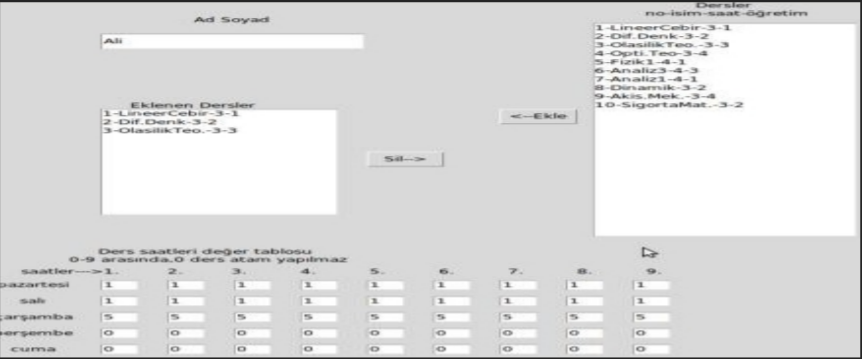 Ad Soyad
Ali
Dersler
no-isim-saat-öğretim
1-LineerCebir-3-1
2-Dif.Denk-3-2
3-OlasilikTeo.-3-3
4-Opti.Teo-3-4
5-Fizik1-4-1
6-Analiz3-4-3
7-Analiz1-4-1
8-Dinamik-3-2
9-Akis.Mek.-3-4
10-SigortaMat.-3-2
<--Ekle
Eklenen Dersler
1-LineerCebir-3-1
2-Dif.Denk-3-2
3-OlasilikTeo.-3-3
Sil-->
Ders saatleri değer tablosu
0-9 arasında,0 ders atam yapılmaz
saatler--->1. 2. 3. 4. 5. 6. 7. 8. 9.
pazartesi 1 1 1 1 1 1 1 1 1
salı 1 1 1 1 1 1 1 1 1
çarşamba 5 5 5 5 5 5 5 5 5
perşembe 0 0 0 0 0 0 0 0 0
cuma 0 0 0 0 0 0 0 0 0